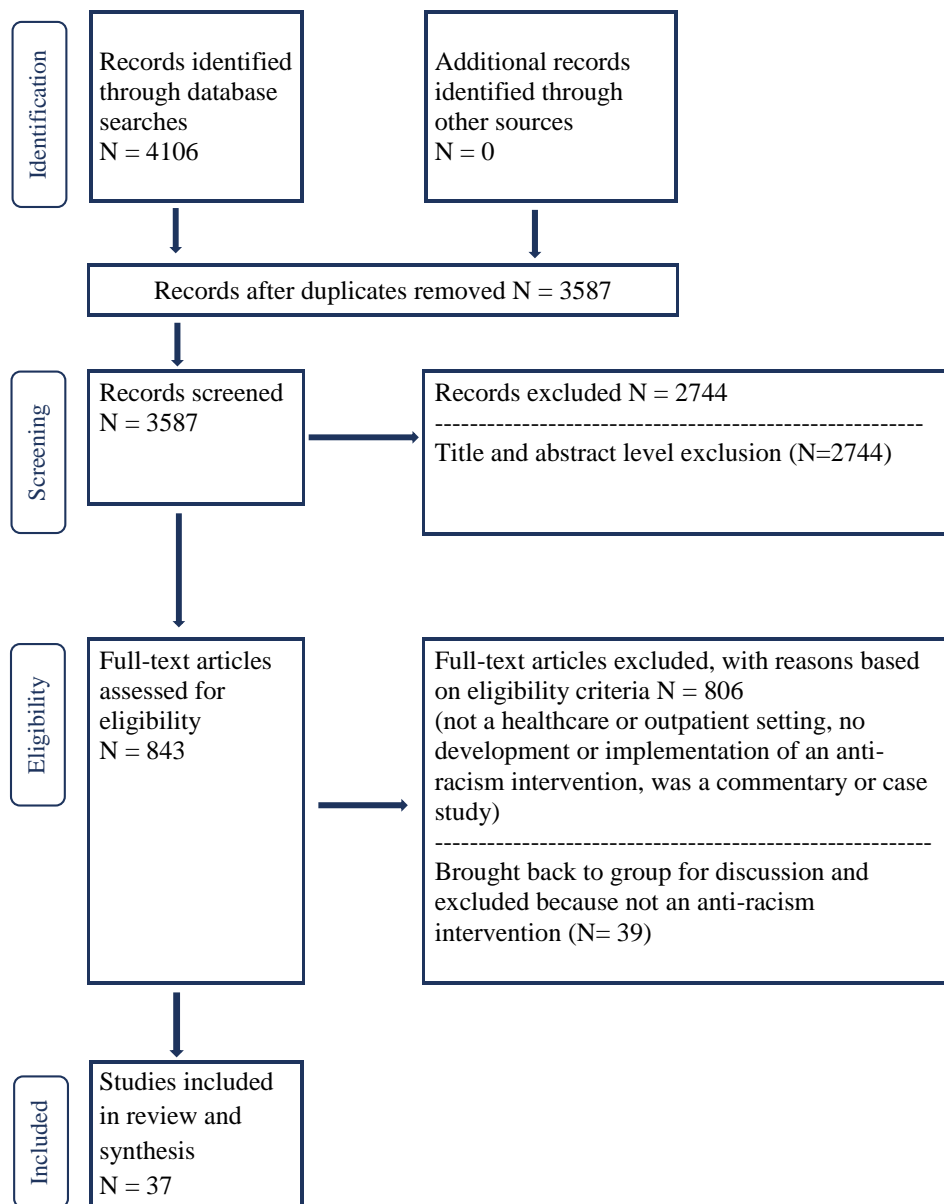 Identification
Records identified
through database
searches
N = 4106
Additional records
identified through
other sources
N = 0
Records after duplicates removed N = 3587
Screening
Records screened
N = 3587
Records excluded N = 2744
------------------------------------------------------------
Title and abstract level exclusion (N=2744)
Eligibility
Full-text articles
assessed for
eligibility
N = 843
Full-text articles excluded, with reasons based
on eligibility criteria N = 806
(not a healthcare or outpatient setting, no
development or implementation of an anti-
racism intervention, was a commentary or case
study)
-------------------------------------------------------------
Brought back to group for discussion and
excluded because not an anti-racism
intervention (N= 39)
Included
Studies included
in review and
synthesis
N = 37